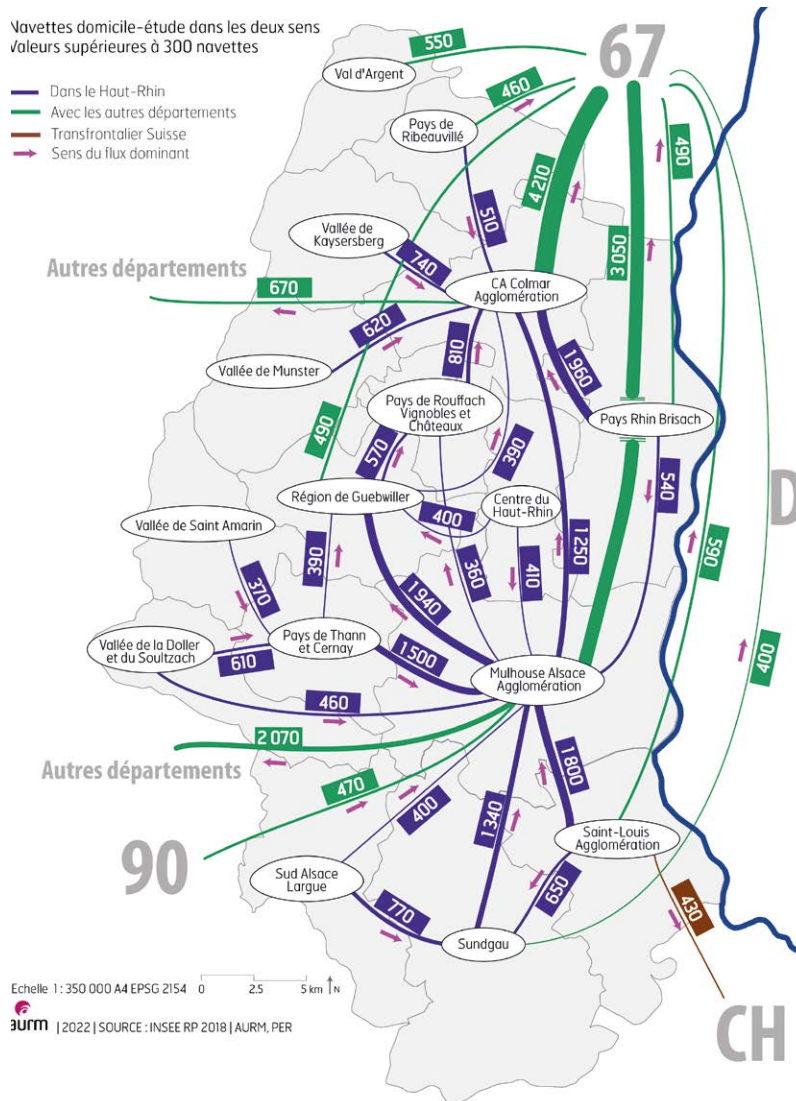 Navettes domicile-étude dans les deux sens
Valeurs supérieures à 300 navettes
Dans le Haut-Rhin
Avec les autres départements
Transfrontalier Suisse
Sens du flux dominant
67
550
Val d'Argent
460
Pays de
Ribeauvillé
490
4 210
510
3 050
Vallée de
Kaysersberg
740
Autres départements
670
CA Colmar
Agglomération
620
810
1 960
Vallée de Munster
Pays de Rouffach
Vignobles et
Châteaux
Pays Rhin Brisach
490
570
390
540
D
Région de Guebwiller
Centre du
Haut-Rhin
400
Vallée de Saint Amarin
390
360
410
1 250
590
370
1 940
Vallée de la Doller
et du Soultzach
610
Pays de Thann
et Cernay
1 500
400
Mulhouse Alsace
Agglomération
460
2 070
Autres départements
470
1 800
400
1 340
90
Saint-Louis
Agglomération
Sud Alsace
Largue
650
770
430
Sundgau
CH
Echelle 1 : 350 000 A4 EPSG 2154 0 2.5 5 km N
aurm | 2022 | SOURCE : INSEE RP 2018 | AURM, PER